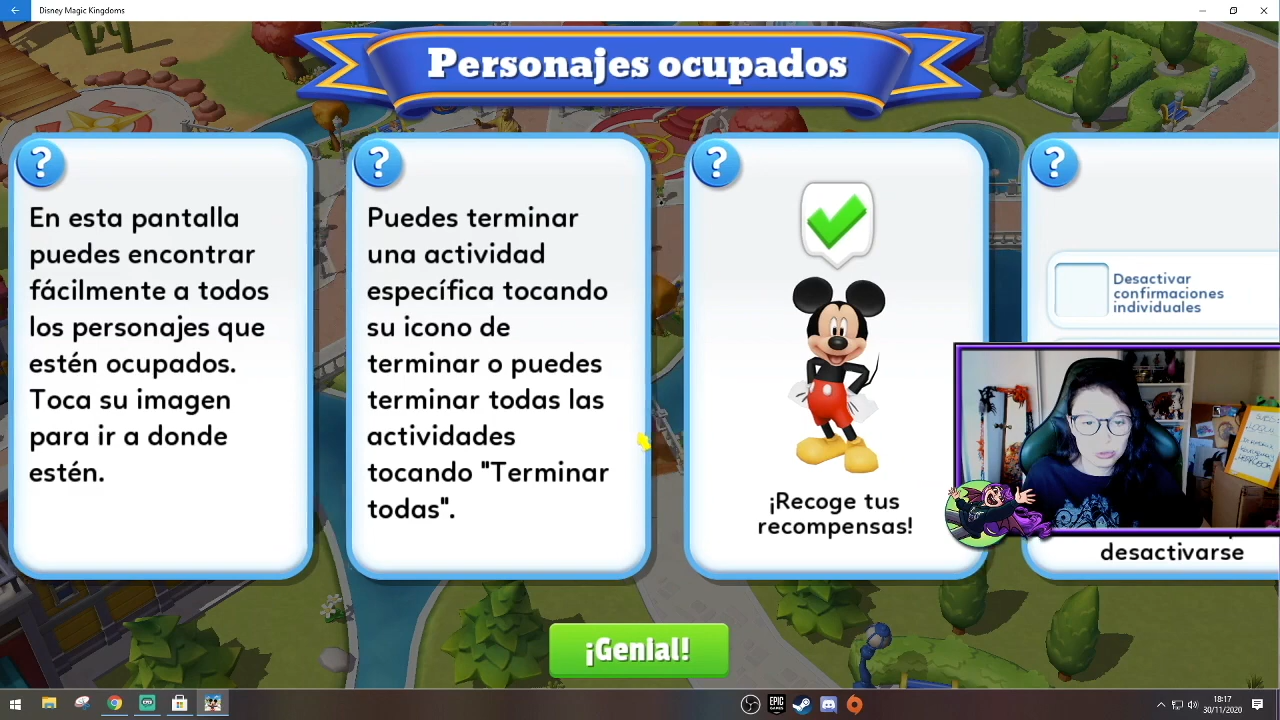 Disney Magic Kingdoms
Personajes ocupados
?
En esta pantalla
puedes encontrar
fácilmente a todos
los personajes que
estén ocupados.
Toca su imagen
para ir a donde
estén.
?
Puedes terminar
una actividad
específica tocando
su icono de
terminar o puedes
terminar todas las
actividades
tocando "Terminar
todas".
?
¡Recoge tus
recompensas!
?
Desactivar
confirmaciones
individuales
desactivarse
¡Genial!
EPIC
GAMES
18:17
30/11/2020